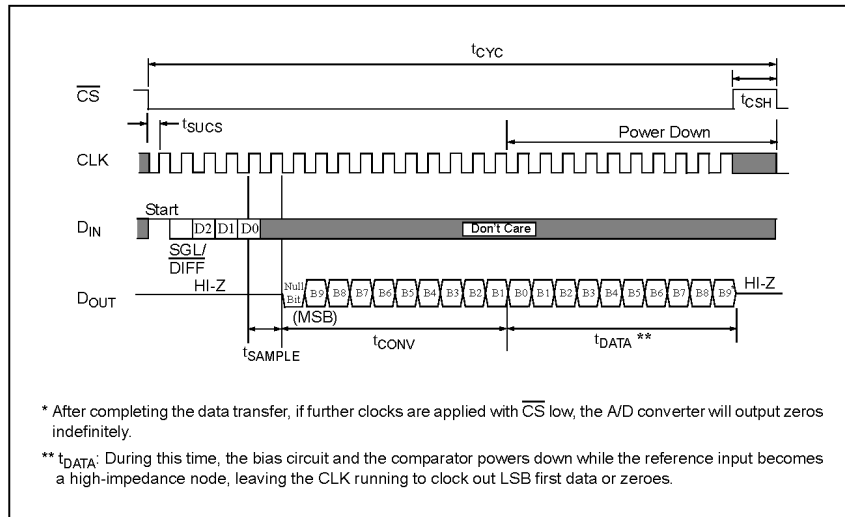 tCYC
CS
tCSH
tSUCS
Power Down
CLK
Start
DIN
D2 D1 D0
Don't Care
SGL/
DIFF
HI-Z
HI-Z
DOUT
Null
Bit
B9 B8 B7 B6 B5 B4 B3 B2 B1 B0 B1 B2 B3 B4 B5 B6 B7 B8 B9*
(MSB)
tSAMPLE
tCONV
tDATA **
* After completing the data transfer, if further clocks are applied with CS low, the A/D converter will output zeros
indefinitely.
** tDATA: During this time, the bias circuit and the comparator powers down while the reference input becomes
a high-impedance node, leaving the CLK running to clock out LSB first data or zeroes.